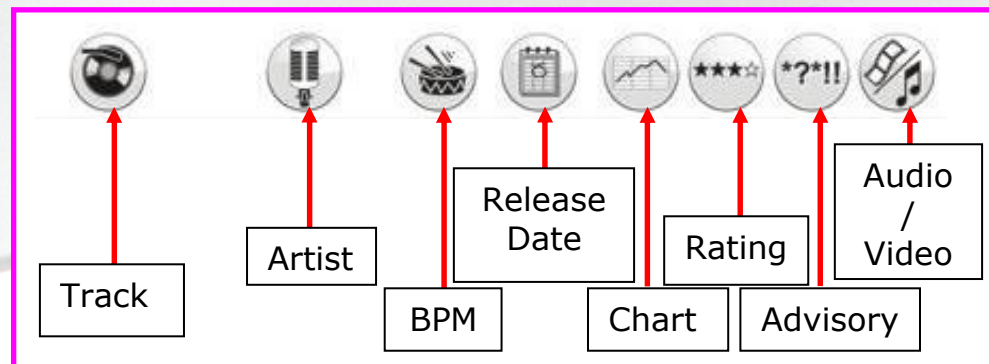 ★★★☆
*?*!!
Track
Artist
BPM
Release
Date
Chart
Rating
Advisory
Audio
/
Video